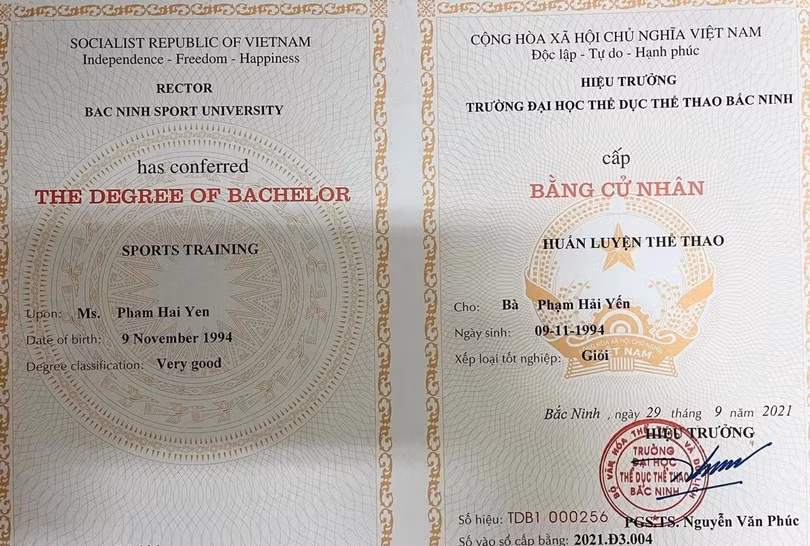 SOCIALIST REPUBLIC OF VIETNAM
Independence - Freedom - Happiness
RECTOR
BAC NINH SPORT UNIVERSITY
has conferred
THE DEGREE OF BACHELOR
SPORTS TRAINING
Upon: Ms. Pham Hai Yen
Date of birth: 9 November 1994
Degree classification: Very good
CỘNG HÒA XÃ HỘI CHỦ NGHĨA VIỆT NAM
Độc lập - Tự do - Hạnh phúc
HIỆU TRƯỞNG
TRƯỜNG ĐẠI HỌC THỂ DỤC THỂ THAO BẮC NINH
cấp
BẰNG CỬ NHÂN
HUẤN LUYỆN THỂ THAO
Cho: Bà Phạm Hải Yến
Ngày sinh: 09-11-1994
Xếp loại tốt nghiệp: Giỏi
Bắc Ninh, ngày 29 tháng 9 năm 2021
HIỆU TRƯỞNG
TRƯỜNG
ĐẠI HỌC
THỂ DỤC THỂ THAO
BẮC NINH
PGS.TS. Nguyễn Văn Phúc
Số hiệu: TDB1 000256
Số vào sổ cấp bằng: 2021.Đ3.004